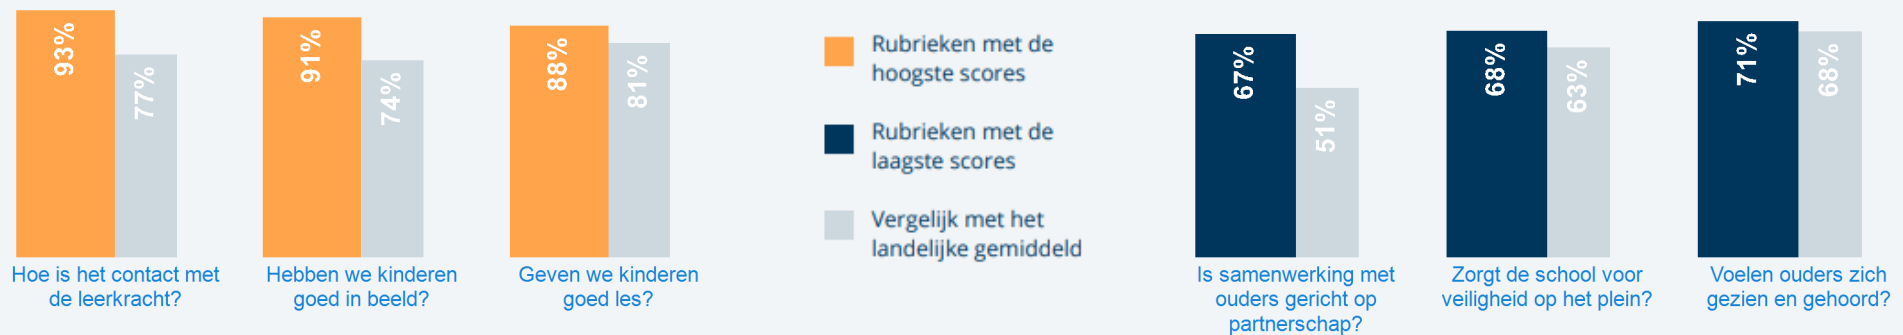 93%
77%
Hoe is het contact met
de leerkracht?
91%
74%
Hebben we kinderen
goed in beeld?
88%
81%
Geven we kinderen
goed les?
Rubrieken met de
hoogste scores
Rubrieken met de
laagste scores
Vergelijk met het
landelijke gemiddeld
67%
51%
Is samenwerking met
ouders gericht op
partnerschap?
68%
63%
Zorgt de school voor
veiligheid op het plein?
71%
68%
Voelen ouders zich
gezien en gehoord?